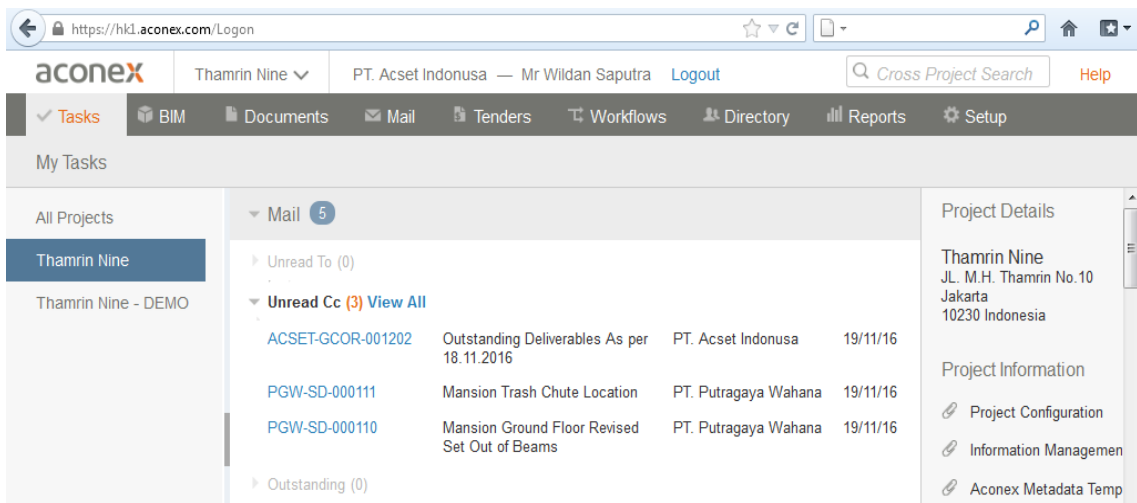 https://hk1.aconex.com/Logon
aconex Thamrin Nine PT. Acset Indonusa — Mr Wildan Saputra Logout Cross Project Search Help
Tasks BIM Documents Mail Tenders Workflows Directory Reports Setup
My Tasks
All Projects
Thamrin Nine
Thamrin Nine - DEMO
Mail 5
Unread To (0)
Unread Cc (3) View All
ACSET-GCOR-001202 Outstanding Deliverables As per 18.11.2016 PT. Acset Indonusa 19/11/16
PGW-SD-000111 Mansion Trash Chute Location PT. Putragaya Wahana 19/11/16
PGW-SD-000110 Mansion Ground Floor Revised Set Out of Beams PT. Putragaya Wahana 19/11/16
Outstanding (0)
Project Details
Thamrin Nine
JL. M.H. Thamrin No.10
Jakarta
10230 Indonesia
Project Information
Project Configuration
Information Managemen
Aconex Metadata Temp